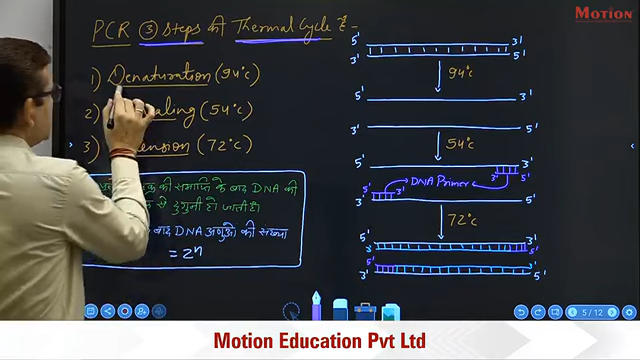 MOTION
PCR ③ Steps की Thermal Cycle है-
1) Denaturation (94°C)
2) (54°C)
3) (72°C)
की समाप्ति के बाद DNA की
से दुगुनी हो जाती है।
बाद DNA अणुओं की संख्या
= 2ⁿ
5' 3'
3' 5'
94°C
5' 3'
3' 5'
54°C
5' 3'
3' 5'
DNA Primer
5' 3'
3' 5'
72°C
5' 3'
3' 5'
5' 3'
3' 5'
5 / 12
Motion Education Pvt Ltd